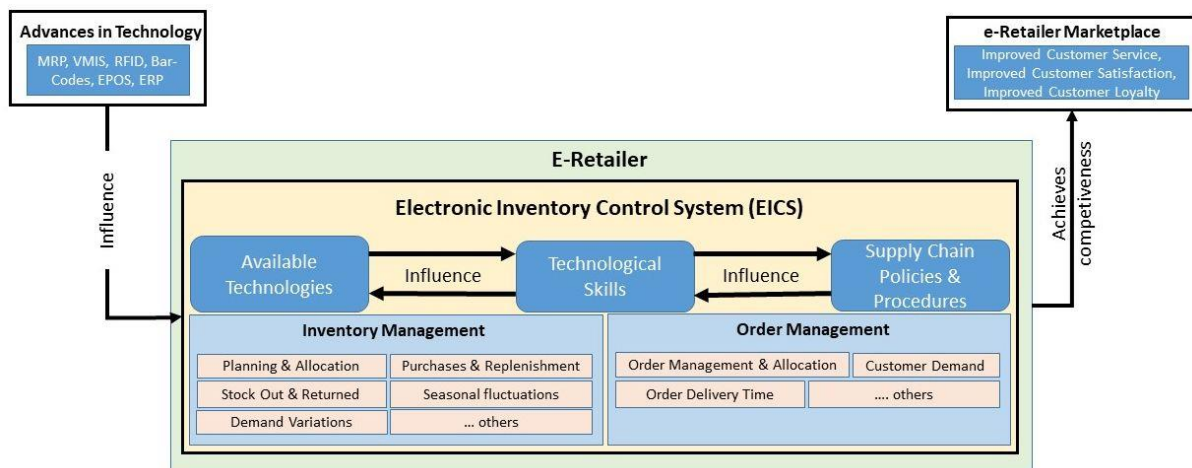 Advances in Technology
MRP, VMIS, RFID, Bar-
Codes, EPOS, ERP
e-Retailer Marketplace
Improved Customer Service,
Improved Customer Satisfaction,
Improved Customer Loyalty
Influence
Achieves
competiveness
E-Retailer
Electronic Inventory Control System (EICS)
Available
Technologies
Influence
Technological
Skills
Influence
Supply Chain
Policies &
Procedures
Inventory Management
Planning & Allocation
Purchases & Replenishment
Stock Out & Returned
Seasonal fluctuations
Demand Variations
... others
Order Management
Order Management & Allocation
Customer Demand
Order Delivery Time
.... others